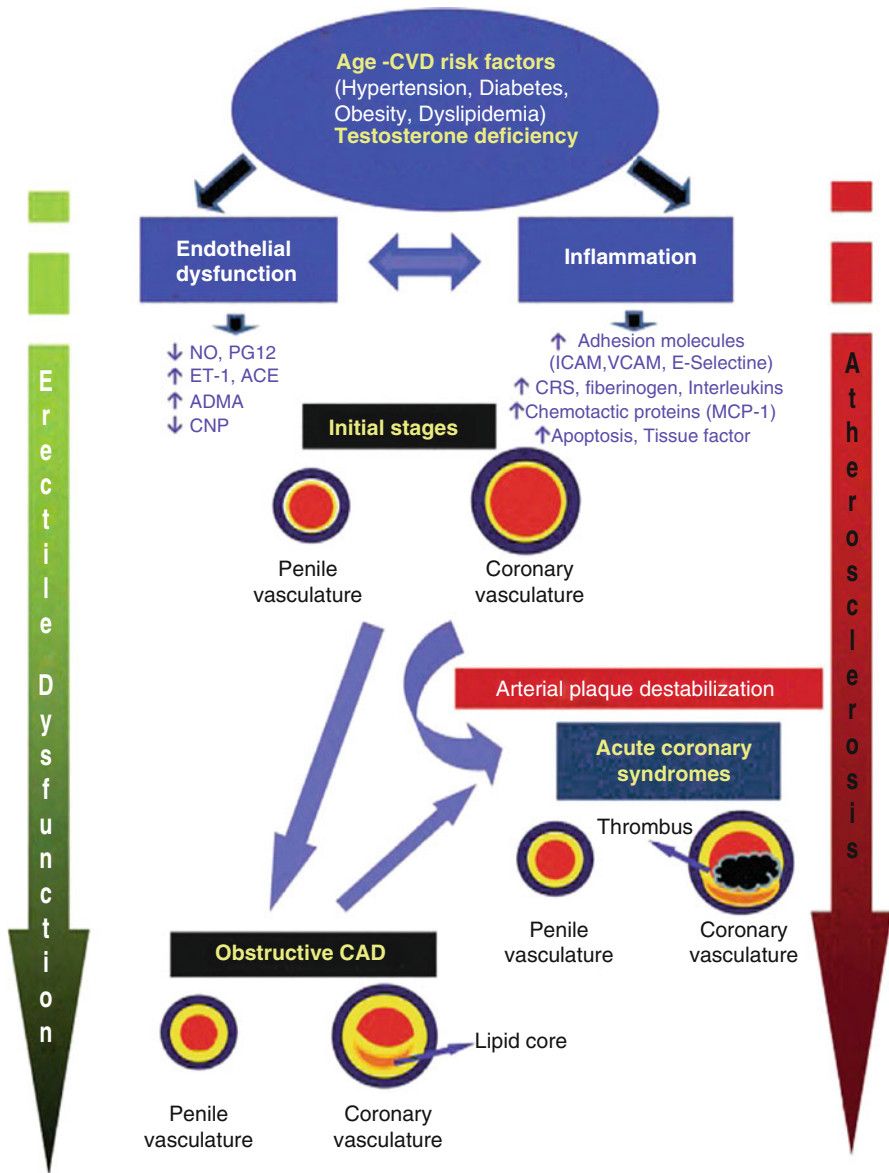 Age -CVD risk factors
(Hypertension, Diabetes,
Obesity, Dyslipidemia)
Testosterone deficiency
Endothelial
dysfunction
Inflammation
↓ NO, PG12
↑ ET-1, ACE
↑ ADMA
↓ CNP
↑ Adhesion molecules
(ICAM,VCAM, E-Selectine)
↑ CRS, fiberinogen, Interleukins
↑Chemotactic proteins (MCP-1)
↑Apoptosis, Tissue factor
Initial stages
Penile
vasculature
Coronary
vasculature
Arterial plaque destabilization
Acute coronary
syndromes
Thrombus
Penile
vasculature
Coronary
vasculature
Obstructive CAD
Lipid core
Penile
vasculature
Coronary
vasculature
Erectile Dysfunction
Atherosclerosis